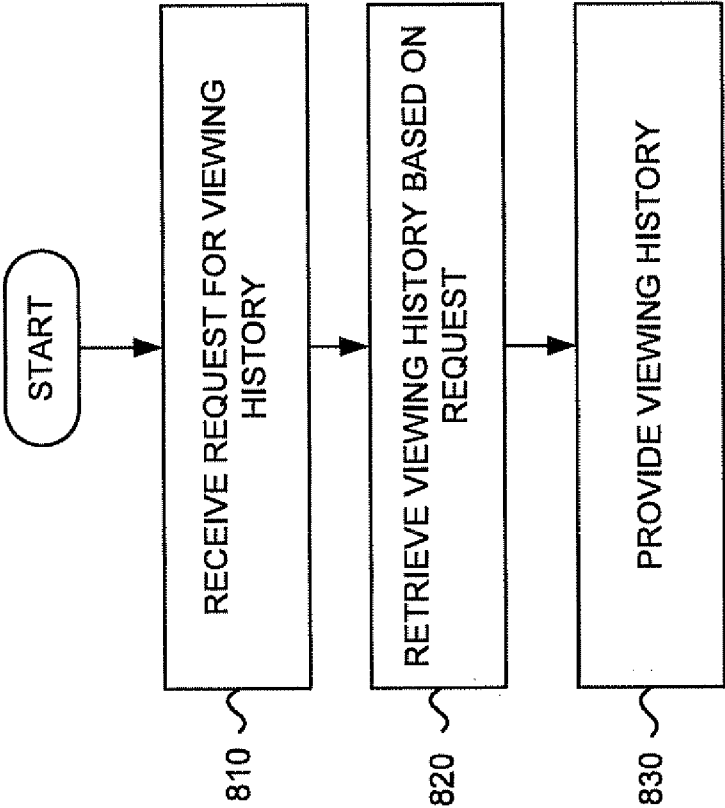 START
RECEIVE REQUEST FOR VIEWING
HISTORY
810
RETRIEVE VIEWING HISTORY BASED ON
REQUEST
820
PROVIDE VIEWING HISTORY
830